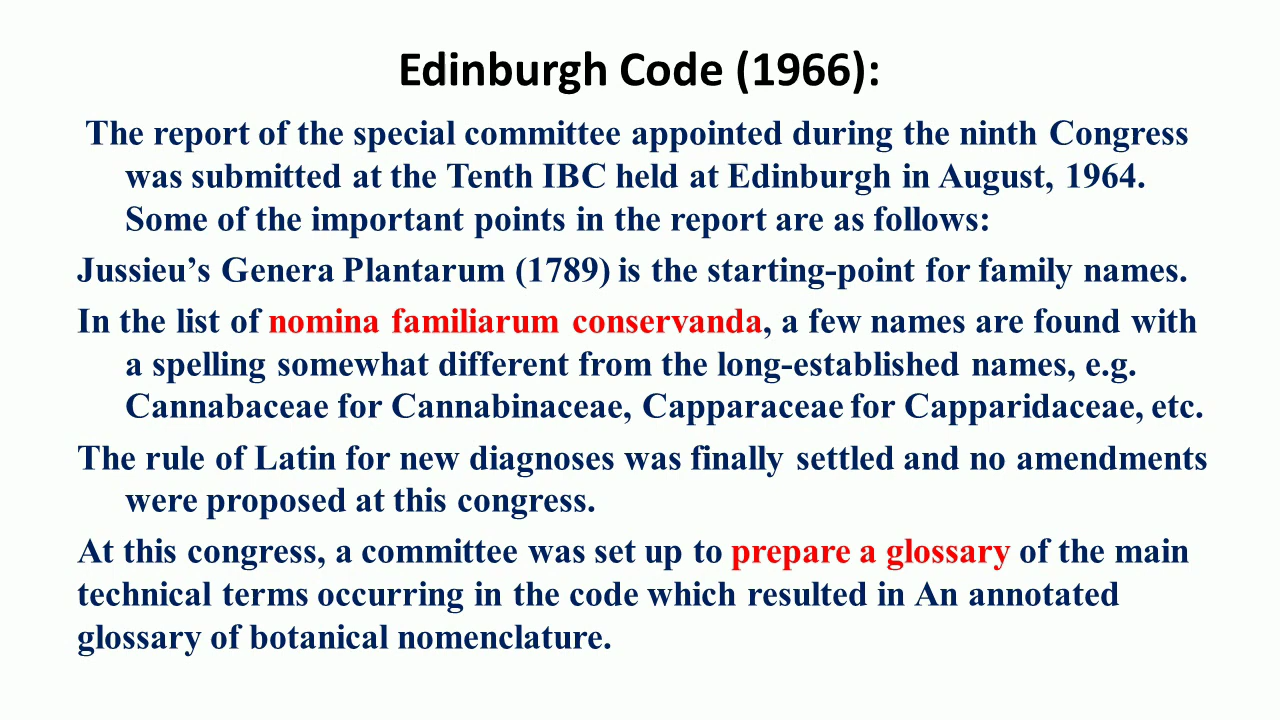 Edinburgh Code (1966):
The report of the special committee appointed during the ninth Congress
was submitted at the Tenth IBC held at Edinburgh in August, 1964.
Some of the important points in the report are as follows:
Jussieu’s Genera Plantarum (1789) is the starting-point for family names.
In the list of nomina familiarum conservanda, a few names are found with
a spelling somewhat different from the long-established names, e.g.
Cannabaceae for Cannabinaceae, Capparaceae for Capparidaceae, etc.
The rule of Latin for new diagnoses was finally settled and no amendments
were proposed at this congress.
At this congress, a committee was set up to prepare a glossary of the main
technical terms occurring in the code which resulted in An annotated
glossary of botanical nomenclature.